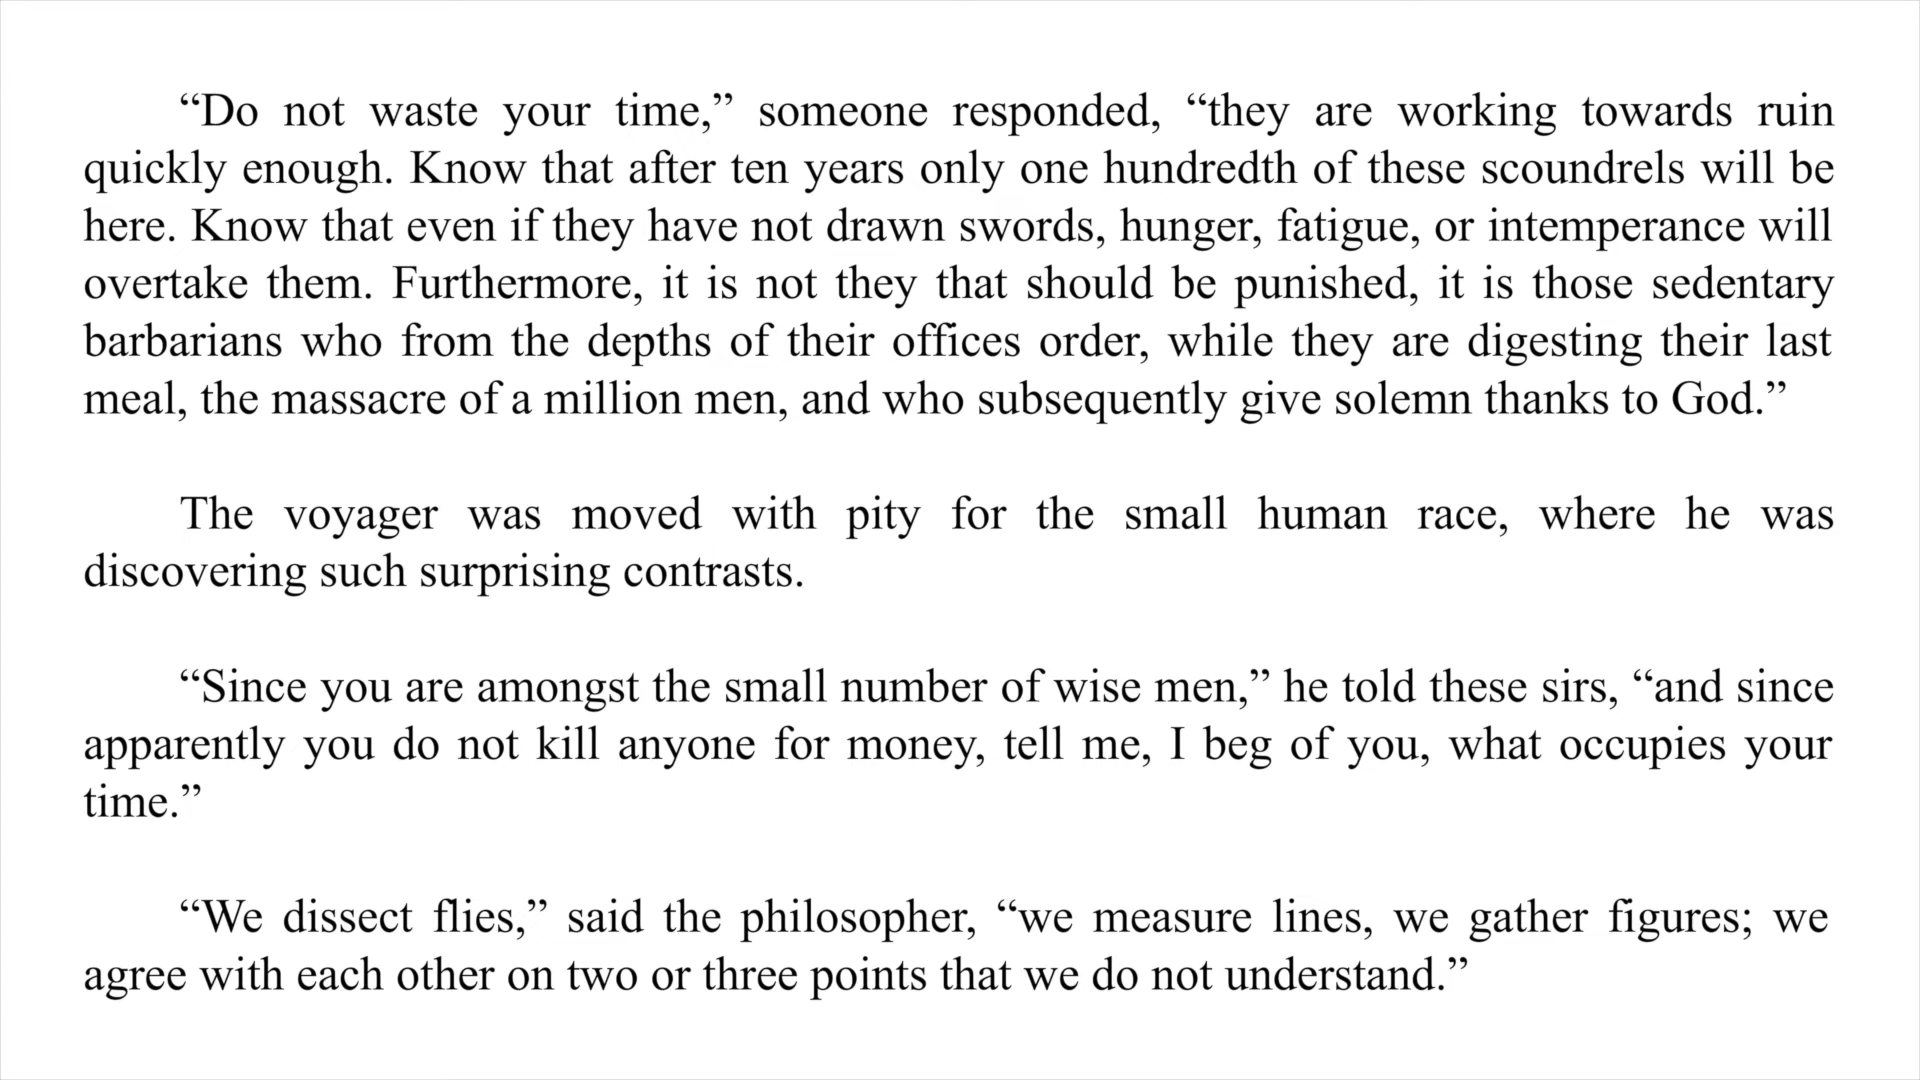 “Do not waste your time,” someone responded, “they are working towards ruin
quickly enough. Know that after ten years only one hundredth of these scoundrels will be
here. Know that even if they have not drawn swords, hunger, fatigue, or intemperance will
overtake them. Furthermore, it is not they that should be punished, it is those sedentary
barbarians who from the depths of their offices order, while they are digesting their last
meal, the massacre of a million men, and who subsequently give solemn thanks to God.”
The voyager was moved with pity for the small human race, where he was
discovering such surprising contrasts.
“Since you are amongst the small number of wise men,” he told these sirs, “and since
apparently you do not kill anyone for money, tell me, I beg of you, what occupies your
time.”
“We dissect flies,” said the philosopher, “we measure lines, we gather figures; we
agree with each other on two or three points that we do not understand.”